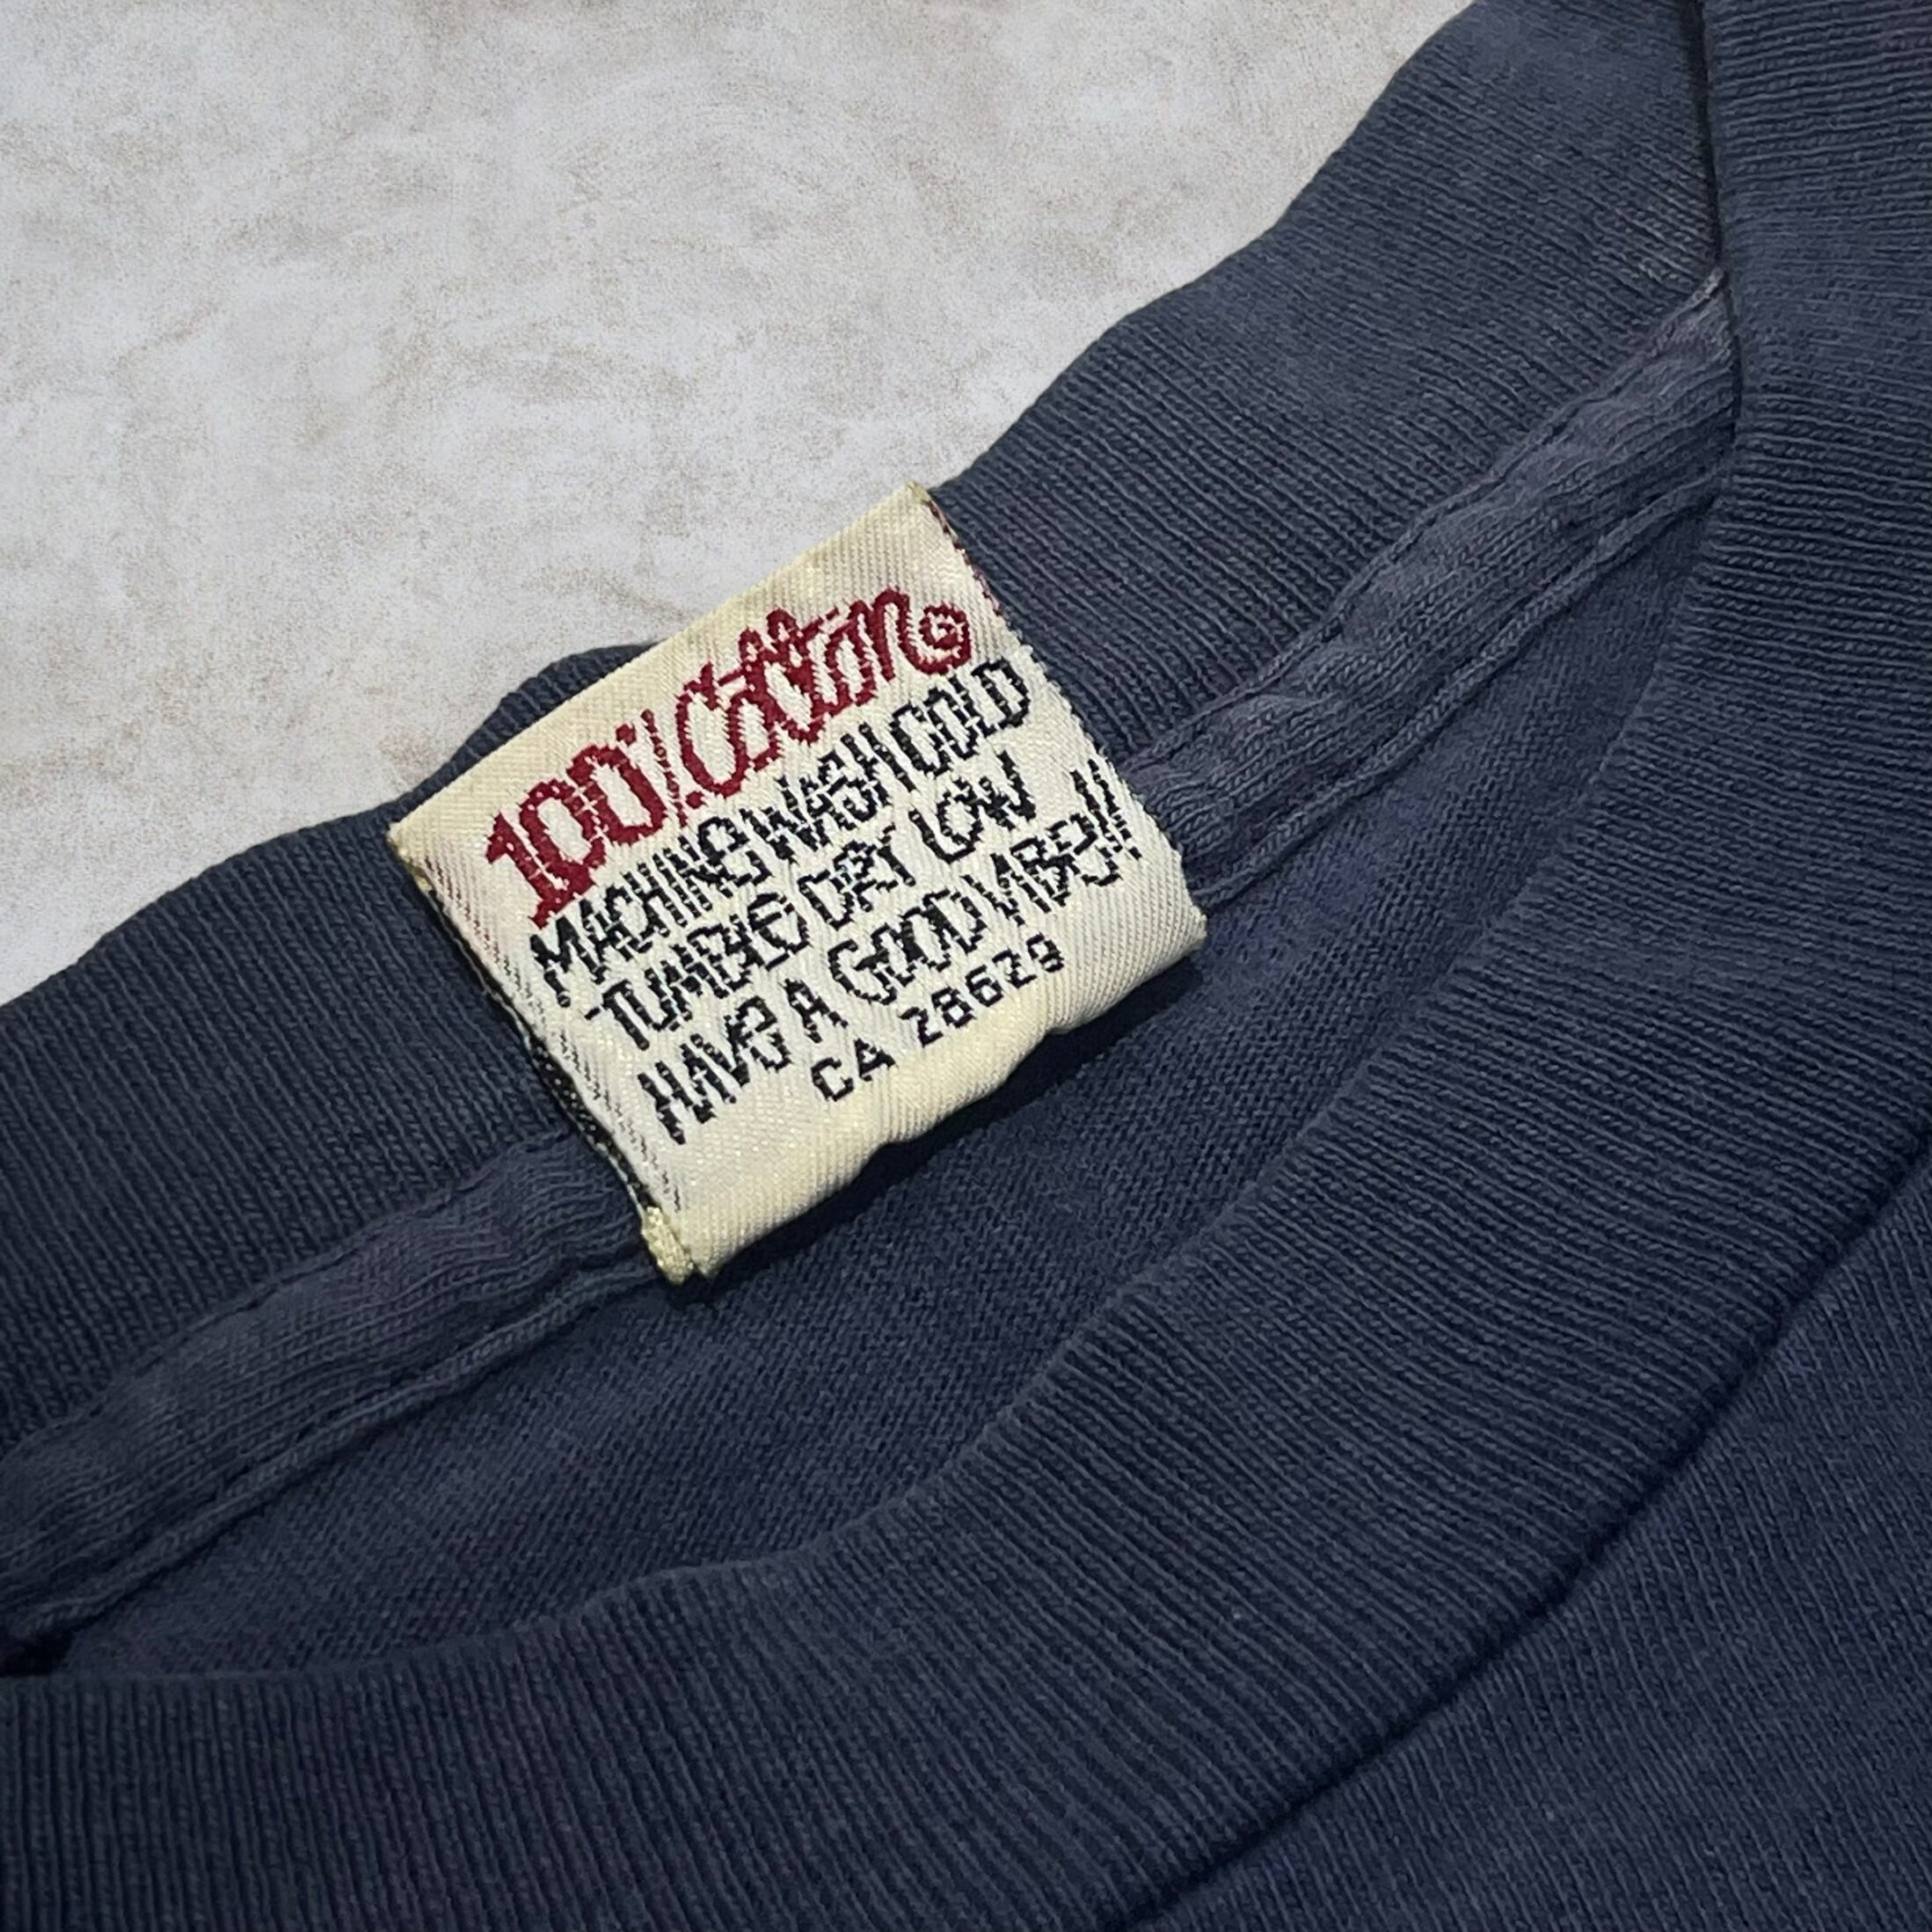 100% Cotton
MACHINE WASH COLD
TUMBLE DRY LOW
HAVE A GOOD VIBE!!
CA 28629